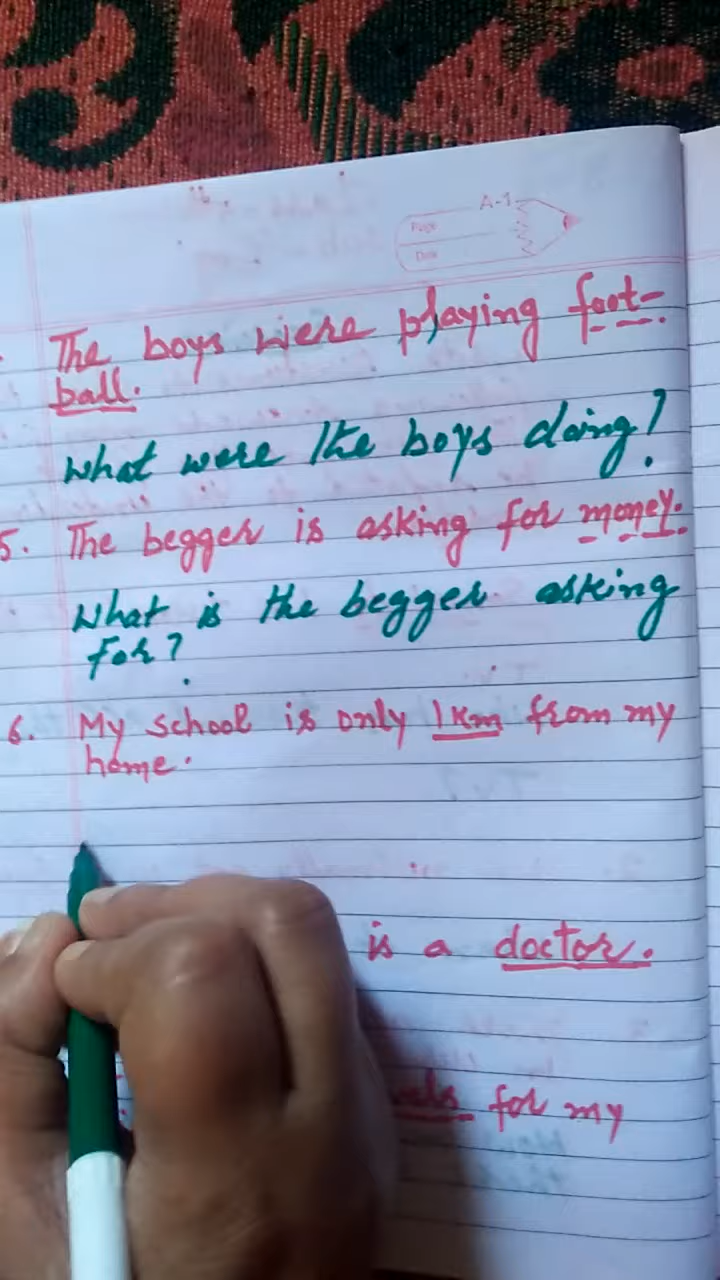 A-1
Page
Date
The boys were playing foot-
ball.
What were the boys doing?
5. The begger is asking for money.
What is the begger asking
for?
6. My school is only 1 Km from my
home.
is a doctor.
for my